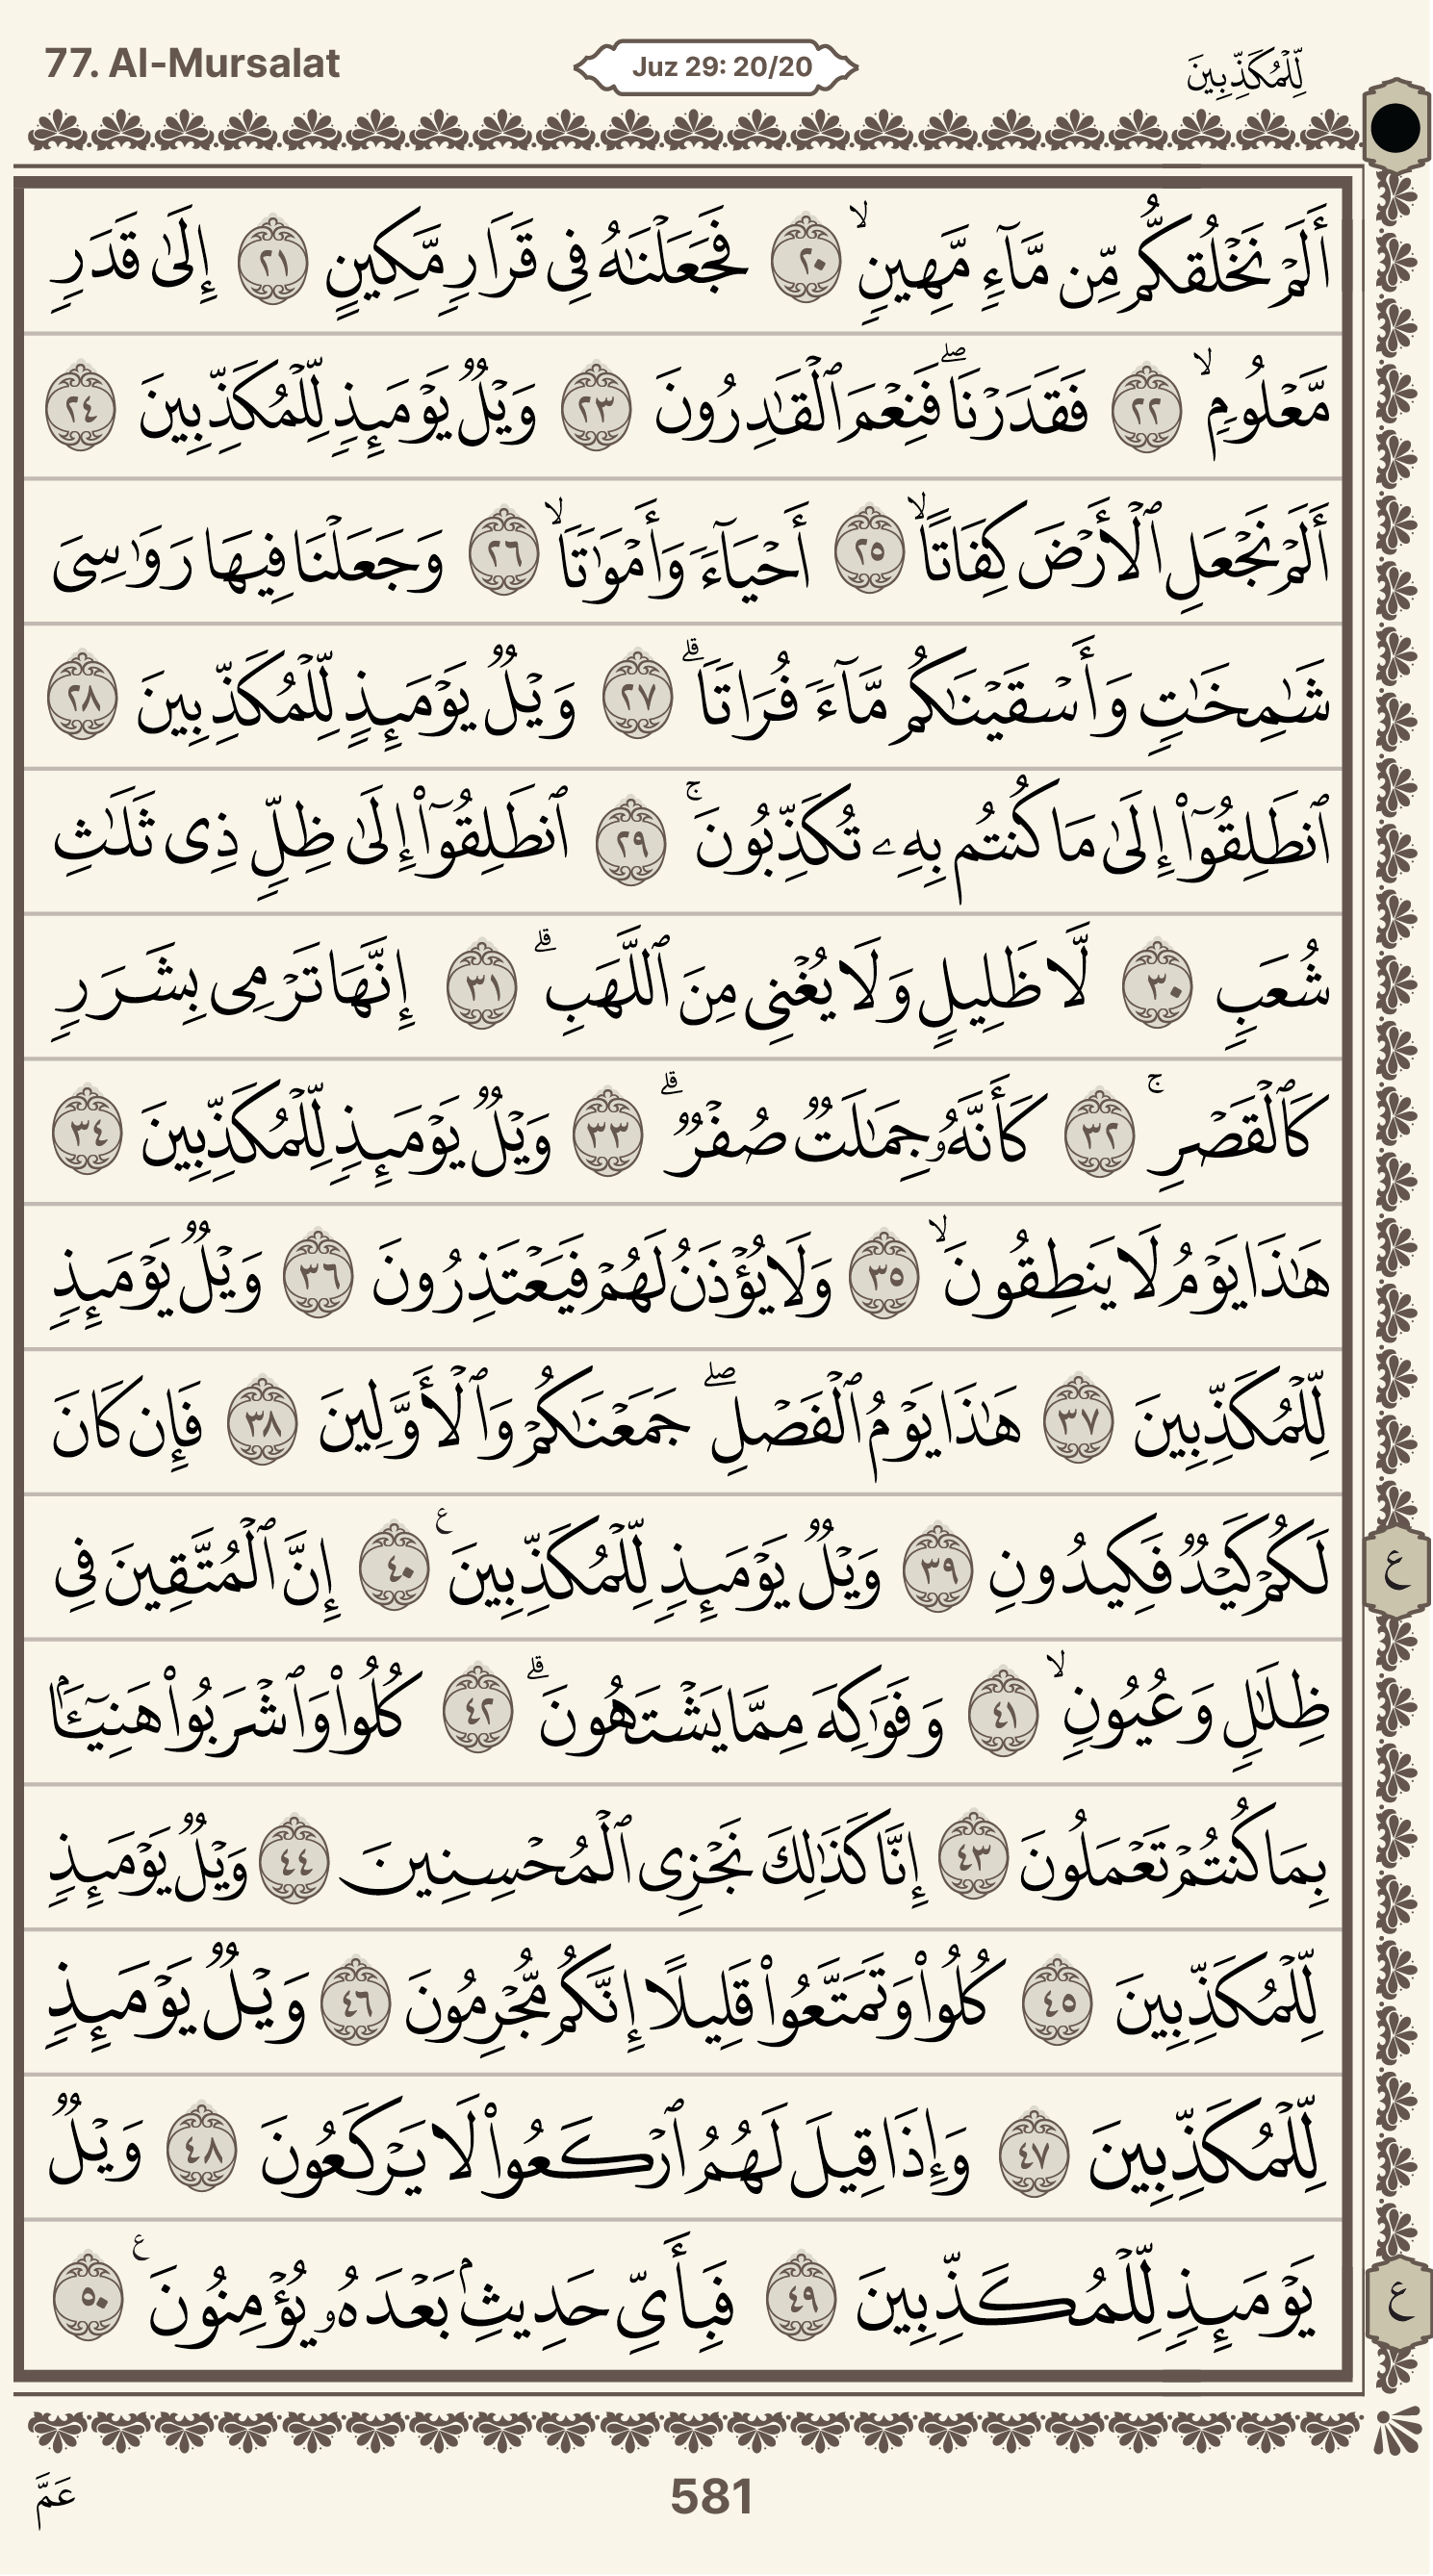 77. Al-Mursalat
Juz 29: 20/20
لِّلْمُكَذِّبِينَ
أَلَمْ نَخْلُقكُّم مِّن مَّآءٍ مَّهِينٍ ۙ ٢٠ فَجَعَلْنَٰهُ فِى قَرَارٍ مَّكِينٍ ٢١ إِلَىٰ قَدَرٍ
مَّعْلُومٍ ۙ ٢٢ فَقَدَرْنَا ۖ فَنِعْمَ ٱلْقَٰدِرُونَ ٢٣ وَيْلٌ يَوْمَئِذٍ لِّلْمُكَذِّبِينَ ٢٤
أَلَمْ نَجْعَلِ ٱلْأَرْضَ كِفَاتًا ۙ ٢٥ أَحْيَآءً وَأَمْوَٰتًا ۙ ٢٦ وَجَعَلْنَا فِيهَا رَوَٰسِىَ
شَٰمِخَٰتٍ وَأَسْقَيْنَٰكُم مَّآءً فُرَاتًا ۗ ٢٧ وَيْلٌ يَوْمَئِذٍ لِّلْمُكَذِّبِينَ ٢٨
ٱنطَلِقُوٓا۟ إِلَىٰ مَا كُنتُم بِهِۦ تُكَذِّبُونَ ۚ ٢٩ ٱنطَلِقُوٓا۟ إِلَىٰ ظِلٍّ ذِى ثَلَٰثِ
شُعَبٍ ٣٠ لَّا ظَلِيلٍ وَلَا يُغْنِى مِنَ ٱللَّهَبِ ۗ ٣١ إِنَّهَا تَرْمِى بِشَرَرٍ
كَٱلْقَصْرِ ۚ ٣٢ كَأَنَّهُۥ جِمَٰلَتٌ صُفْرٌ ۗ ٣٣ وَيْلٌ يَوْمَئِذٍ لِّلْمُكَذِّبِينَ ٣٤
هَٰذَا يَوْمُ لَا يَنطِقُونَ ۙ ٣٥ وَلَا يُؤْذَنُ لَهُمْ فَيَعْتَذِرُونَ ٣٦ وَيْلٌ يَوْمَئِذٍ
لِّلْمُكَذِّبِينَ ٣٧ هَٰذَا يَوْمُ ٱلْفَصْلِ ۖ جَمَعْنَٰكُمْ وَٱلْأَوَّلِينَ ٣٨ فَإِن كَانَ
لَكُمْ كَيْدٌ فَكِيدُونِ ٣٩ وَيْلٌ يَوْمَئِذٍ لِّلْمُكَذِّبِينَ ع ٤٠ إِنَّ ٱلْمُتَّقِينَ فِى
ع
ظِلَٰلٍ وَعُيُونٍ ۙ ٤١ وَفَوَٰكِهَ مِمَّا يَشْتَهُونَ ۗ ٤٢ كُلُوا۟ وَٱشْرَبُوا۟ هَنِيٓـًٔۢا
بِمَا كُنتُمْ تَعْمَلُونَ ٤٣ إِنَّا كَذَٰلِكَ نَجْزِى ٱلْمُحْسِنِينَ ٤٤ وَيْلٌ يَوْمَئِذٍ
لِّلْمُكَذِّبِينَ ٤٥ كُلُوا۟ وَتَمَتَّعُوا۟ قَلِيلًا إِنَّكُم مُّجْرِمُونَ ٤٦ وَيْلٌ يَوْمَئِذٍ
لِّلْمُكَذِّبِينَ ٤٧ وَإِذَا قِيلَ لَهُمُ ٱرْكَعُوا۟ لَا يَرْكَعُونَ ٤٨ وَيْلٌ
يَوْمَئِذٍ لِّلْمُكَذِّبِينَ ٤٩ فَبِأَىِّ حَدِيثٍۭ بَعْدَهُۥ يُؤْمِنُونَ ع ٥٠
ع
عَمَّ
581